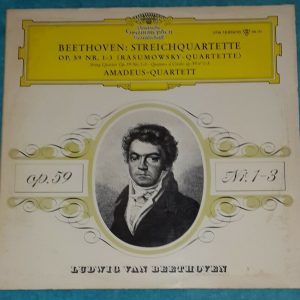 Deutsche
Grammophon
Gesellschaft
BEETHOVEN: STREICHQUARTETTE
OP. 59 NR. 1-3 (RASUMOWSKY-QUARTETTE)
AMADEUS-QUARTETT
op. 59
Nr. 1-3
LUDWIG VAN BEETHOVEN